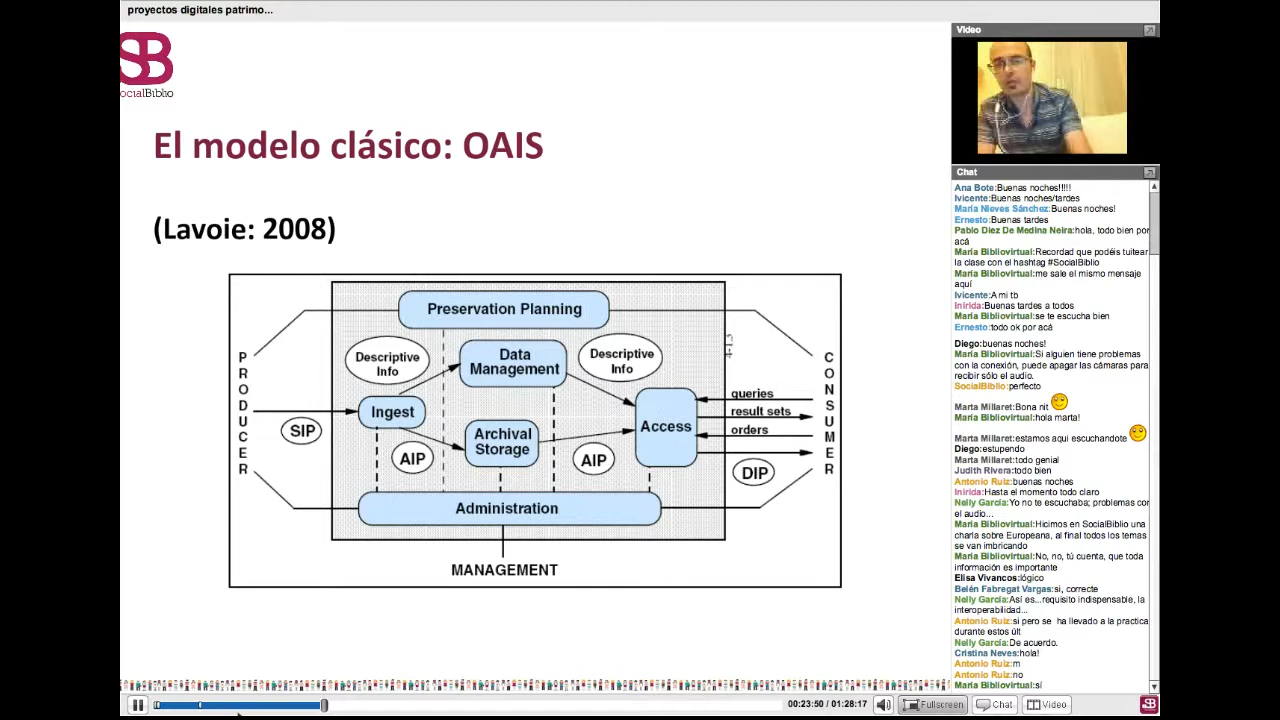 proyectos digitales patrimo...
SB
ocialBiblio
El modelo clásico: OAIS
(Lavoie: 2008)
Preservation Planning
Descriptive
Info
Data
Management
Descriptive
Info
4-1.3
PRODUCER
CONSUMER
SIP
Ingest
AIP
Archival
Storage
AIP
Access
queries
result sets
orders
DIP
Administration
MANAGEMENT
Video
Chat
Ana Bote:Buenas noches!!!!!
lvicente:Buenas noches/tardes
María Nieves Sánchez:Buenos noches!
Ernesto:Buenas tardes
Pablo Diez De Medina Neira:hola, todo bien por
acá
María Bibliovirtual:Recordad que podéis tuitear
la clase con el hashtag #SocialBiblio
María Bibliovirtual:me sale el mismo mensaje
aquí
lvicente:A mi tb
Inirida:Buenas tardes a todos
María Bibliovirtual:se te escucha bien
Ernesto:todo ok por acá
Diego:buenas noches!
María Bibliovirtual:Si alguien tiene problemas
con la conexión, puede apagar las cámaras para
recibir sólo el audio.
SocialBiblio:perfecto
Marta Millaret:Bona nit
María Bibliovirtual:hola marta!
Marta Millaret:estamos aqui escuchandote
Diego:estupendo
Marta Millaret:todo genial
Judith Rivera:todo bien
Antonio Ruiz:buenas noches
Inirida:Hasta el momento todo claro
Nelly García:Yo no te escuchaba; problemas con
el audio...
María Bibliovirtual:Hicimos en SocialBiblio una
charla sobre Europeana, al final todos los temas
se van imbricando
María Bibliovirtual:No, no, tú cuenta, que toda
información es importante
Elisa Vivancos:lógico
Belén Fabregat Vargas:si, correcte
Nelly García:Así es...requisito indispensable, la
interoperabilidad...
Antonio Ruiz:si pero se ha llevado a la practica
durante estos últ
Nelly García:De acuerdo.
Cristina Neves:hola!
Antonio Ruiz:m
Antonio Ruiz:no
María Bibliovirtual:sí
00:23:50 / 01:28:17
Fullscreen
Chat
Video
SB